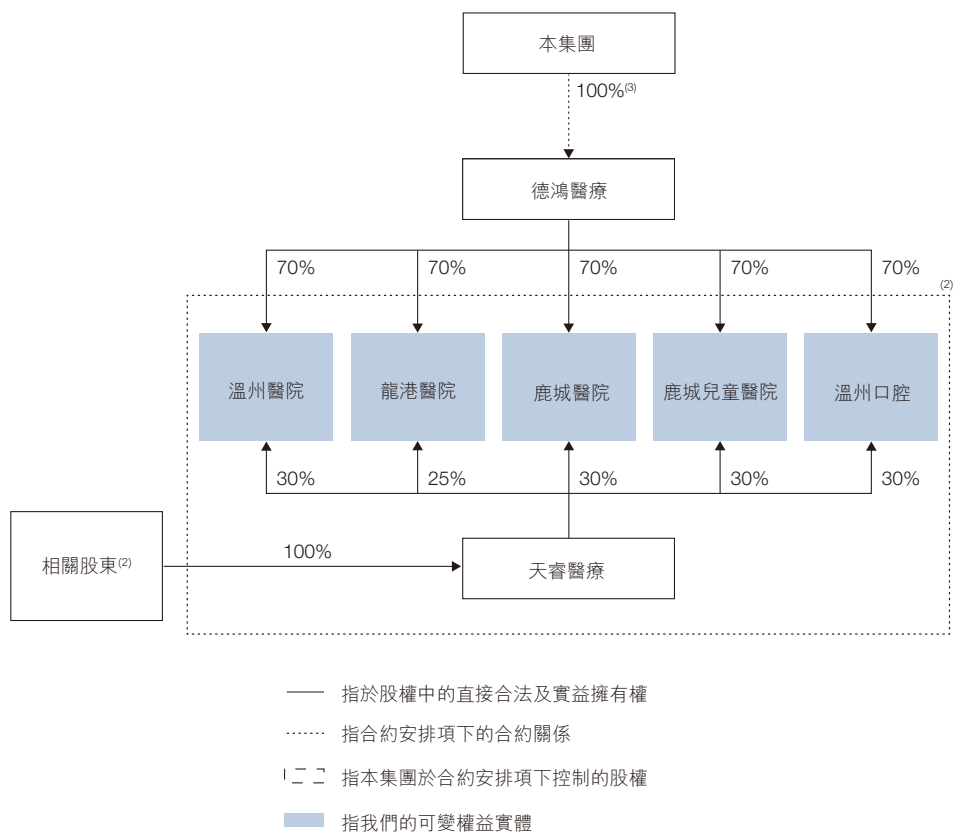 本集團
100%(3)
德鴻醫療
70% 70% 70% 70% 70%
(2)
溫州醫院 龍港醫院 鹿城醫院 鹿城兒童醫院 溫州口腔
30% 25% 30% 30% 30%
相關股東(2)
100%
天睿醫療
指於股權中的直接合法及實益擁有權
指合約安排項下的合約關係
指本集團於合約安排項下控制的股權
指我們的可變權益實體